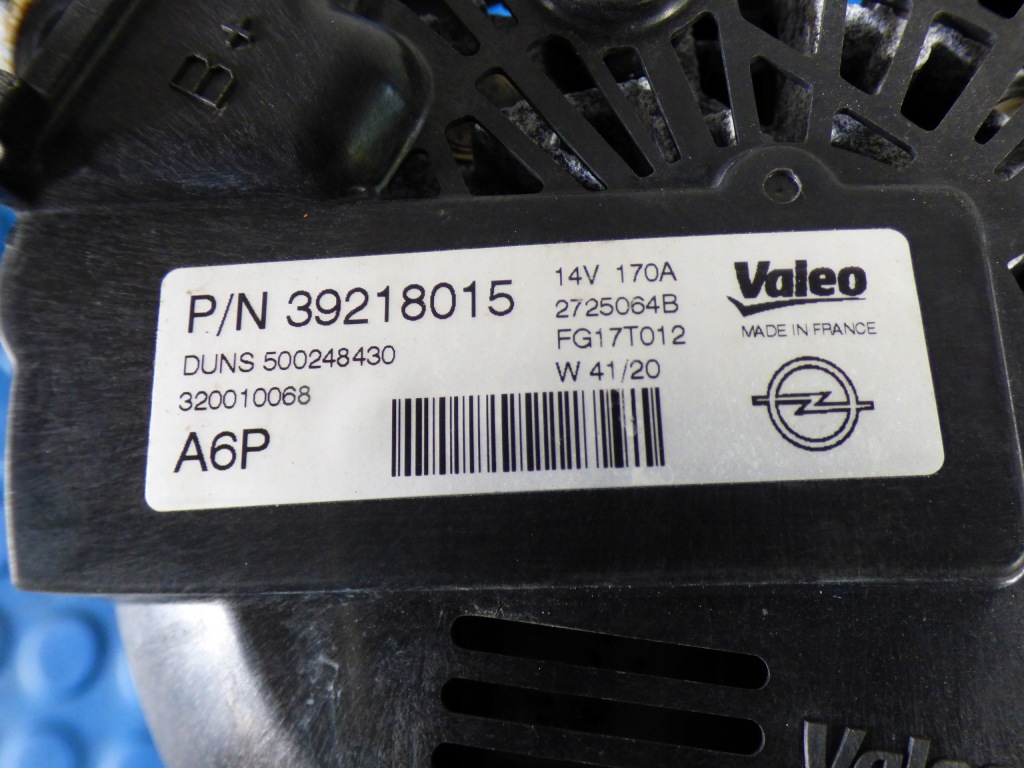 B+
P/N 39218015
DUNS 500248430
320010068
A6P
14V 170A
2725064B
FG17T012
W 41/20
Valeo
MADE IN FRANCE